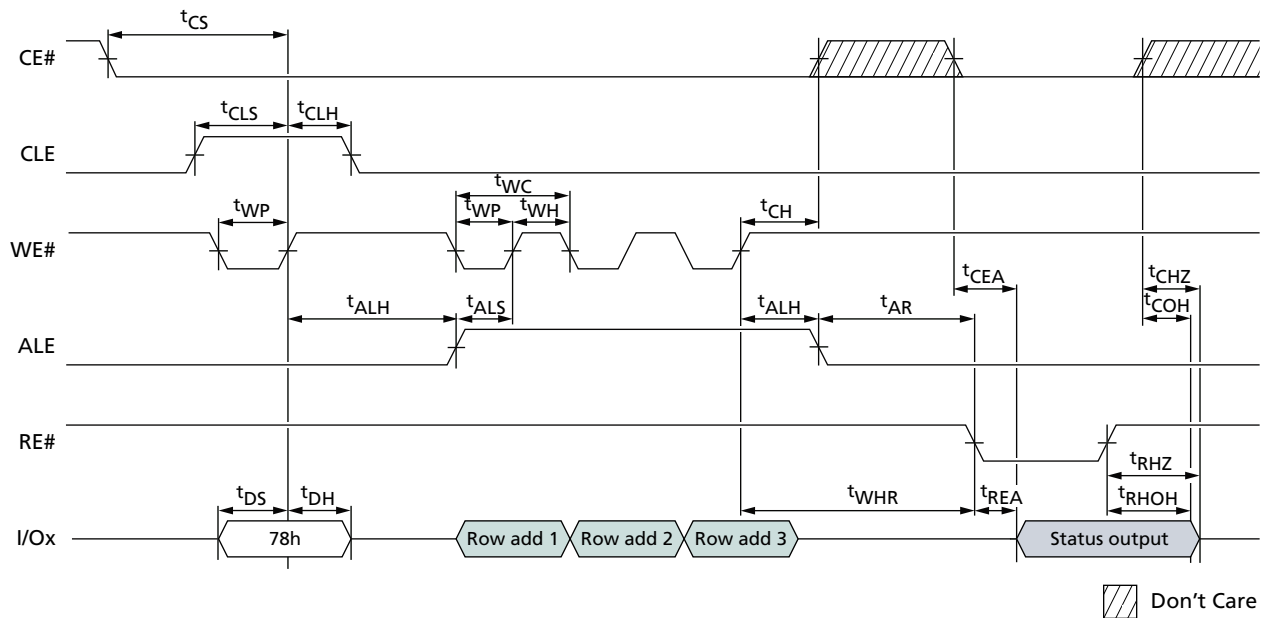 tCS
CE#
tCLS tCLH
CLE
tWC
tWP tWP tWH tCH
WE#
tCEA tCHZ
tALH tALS tALH tAR tCOH
ALE
RE#
tRHZ
tDS tDH tWHR tREA tRHOH
I/Ox 78h Row add 1 Row add 2 Row add 3 Status output
Don't Care